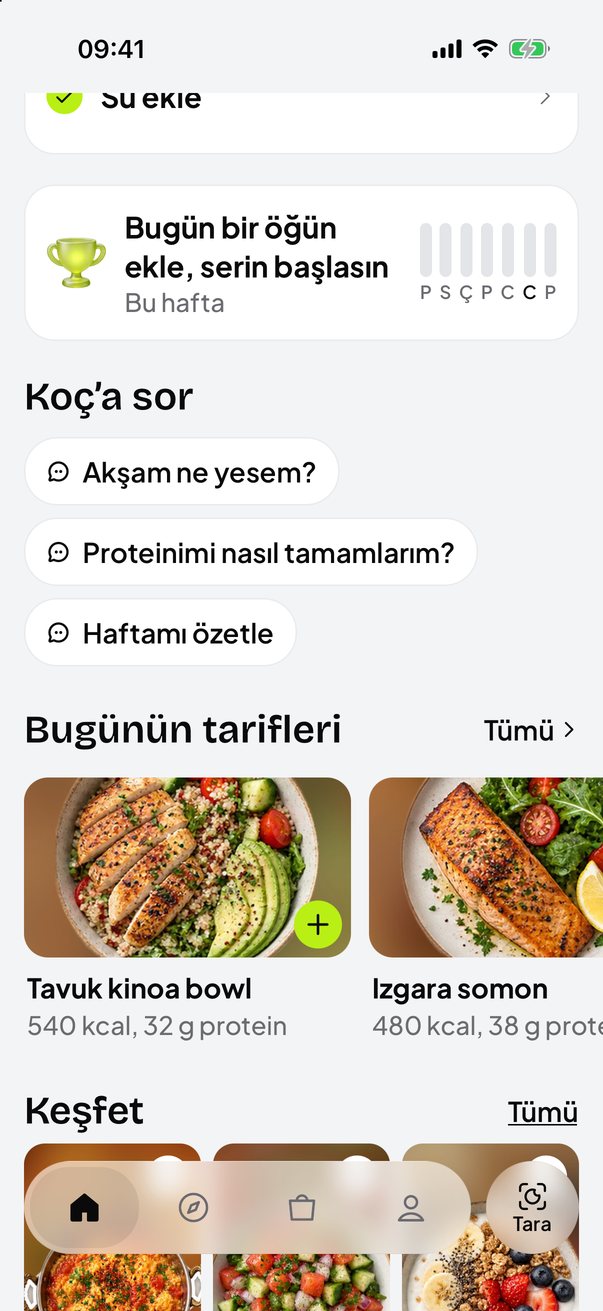 09:41
Su ekle
Bugün bir öğün
ekle, serin başlasın
Bu hafta
P S Ç P C C P
Koç'a sor
Akşam ne yesem?
Proteinimi nasıl tamamlarım?
Haftamı özetle
Bugünün tarifleri
Tümü
Tavuk kinoa bowl
540 kcal, 32 g protein
Izgara somon
480 kcal, 38 g prote
Keşfet
Tümü
Tara